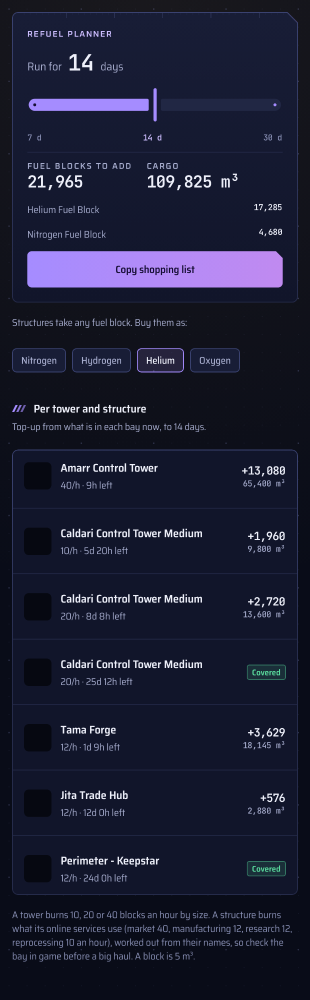 REFUEL PLANNER
Run for 14 days
7 d 14 d 30 d
FUEL BLOCKS TO ADD CARGO
21,965 109,825 m³
Helium Fuel Block 17,285
Nitrogen Fuel Block 4,680
Copy shopping list
Structures take any fuel block. Buy them as:
Nitrogen Hydrogen Helium Oxygen
Per tower and structure
Top-up from what is in each bay now, to 14 days.
Amarr Control Tower +13,080
40/h · 9h left 65,400 m³
Caldari Control Tower Medium +1,960
10/h · 5d 20h left 9,800 m³
Caldari Control Tower Medium +2,720
20/h · 8d 8h left 13,600 m³
Caldari Control Tower Medium
20/h · 25d 12h left Covered
Tama Forge +3,629
12/h · 1d 9h left 18,145 m³
Jita Trade Hub +576
12/h · 12d 0h left 2,880 m³
Perimeter - Keepstar
12/h · 24d 0h left Covered
A tower burns 10, 20 or 40 blocks an hour by size. A structure burns
what its online services use (market 40, manufacturing 12, research 12,
reprocessing 10 an hour), worked out from their names, so check the
bay in game before a big haul. A block is 5 m³.